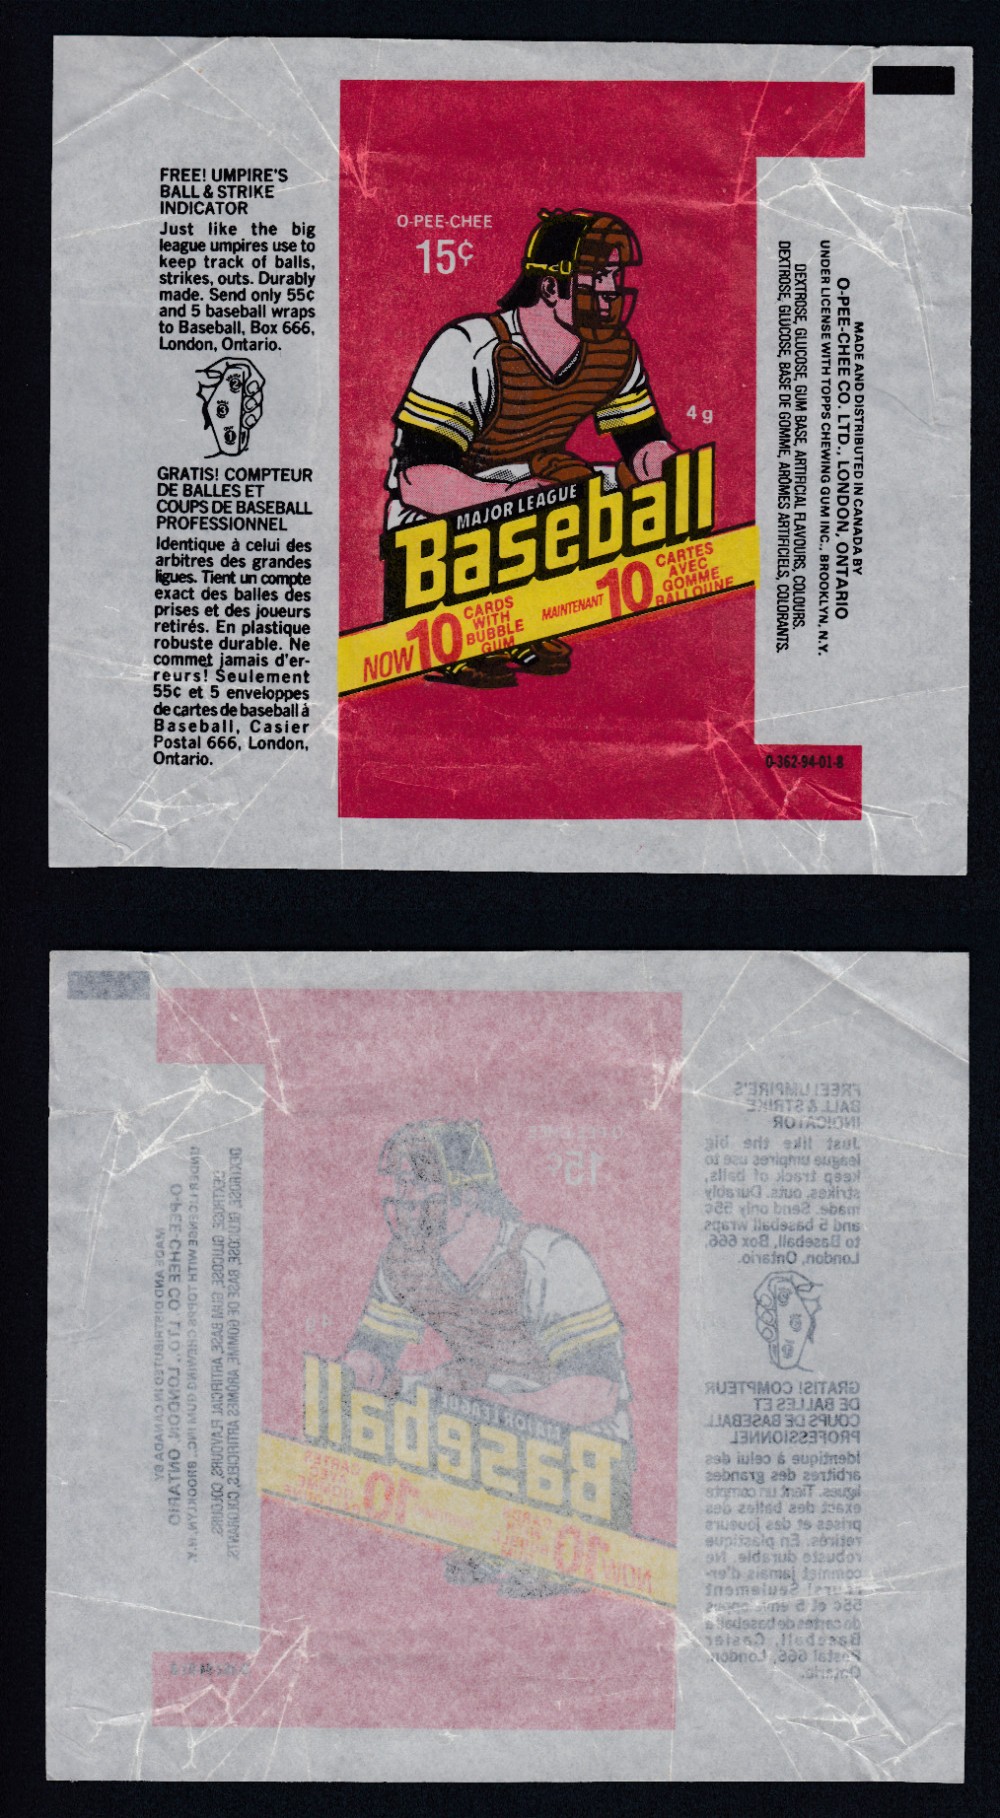 FREE! UMPIRE'S
BALL & STRIKE
INDICATOR
Just like the big
league umpires use to
keep track of balls,
strikes, outs. Durably
made. Send only 55¢
and 5 baseball wraps
to Baseball, Box 666,
London, Ontario.
GRATIS! COMPTEUR
DE BALLES ET
COUPS DE BASEBALL
PROFESSIONNEL
Identique à celui des
arbitres des grandes
ligues. Tient un compte
exact des balles des
prises et des joueurs
retirés. En plastique
robuste durable. Ne
commet jamais d'er-
reurs! Seulement
55¢ et 5 enveloppes
de cartes de baseball à
Baseball, Casier
Postal 666, London,
Ontario.
O-PEE-CHEE
15¢
4 g
MAJOR LEAGUE
Baseball
NOW 10 CARDS
WITH
BUBBLE
GUM
MAINTENANT 10 CARTES
AVEC
GOMME
BALLOUNE
MADE AND DISTRIBUTED IN CANADA BY
O-PEE-CHEE CO. LTD., LONDON, ONTARIO
UNDER LICENSE WITH TOPPS CHEWING GUM INC., BROOKLYN, N.Y.
DEXTROSE, GLUCOSE, GUM BASE, ARTIFICIAL FLAVOURS, COLOURS.
DEXTROSE, GLUCOSE, BASE DE GOMME, ARÔMES ARTIFICIELS, COLORANTS.
0-362-94-01-8